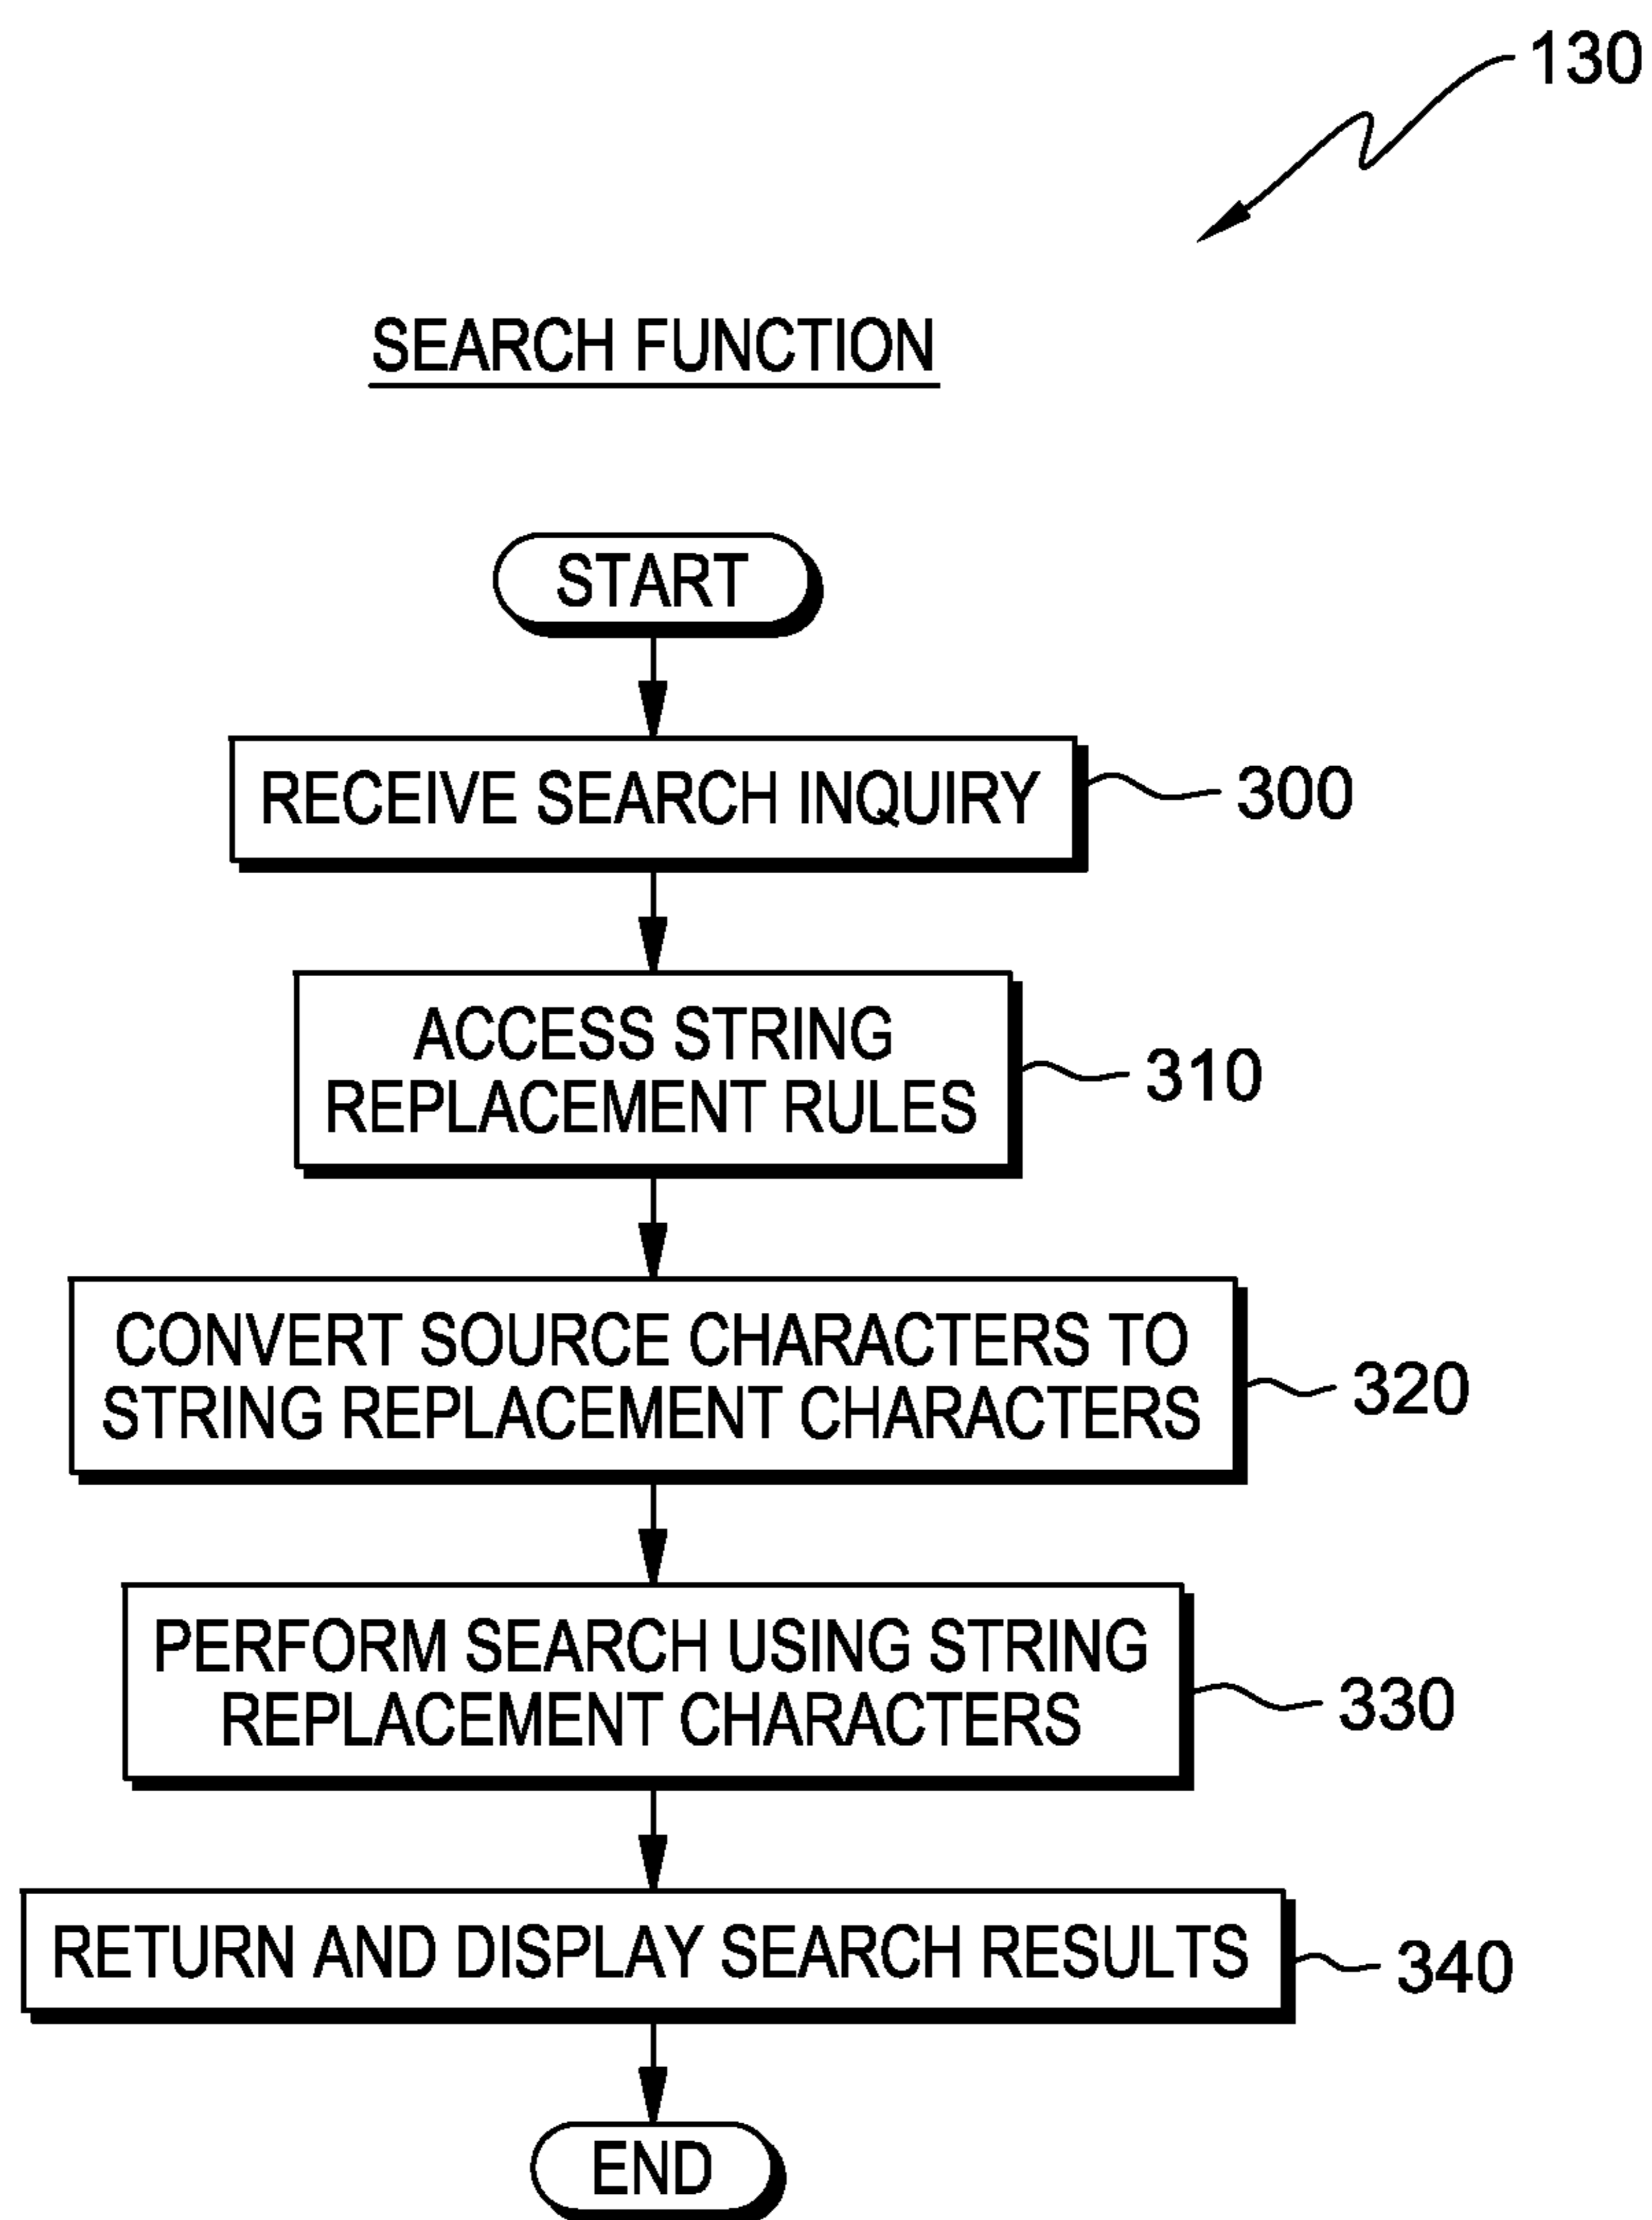 130
SEARCH FUNCTION
START
RECEIVE SEARCH INQUIRY
300
ACCESS STRING
REPLACEMENT RULES
310
CONVERT SOURCE CHARACTERS TO
STRING REPLACEMENT CHARACTERS
320
PERFORM SEARCH USING STRING
REPLACEMENT CHARACTERS
330
RETURN AND DISPLAY SEARCH RESULTS
340
END